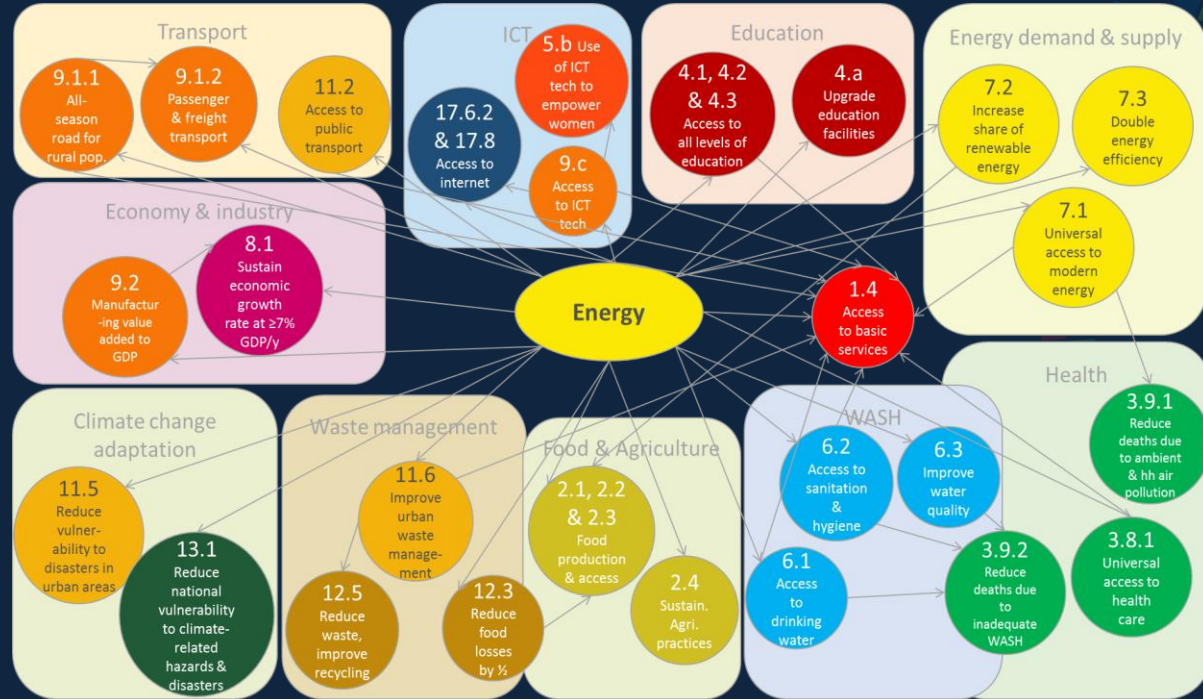 Transport
9.1.1
All-
season
road for
rural pop.
9.1.2
Passenger
& freight
transport
11.2
Access to
public
transport
ICT
5.b Use
of ICT
tech to
empower
women
17.6.2
& 17.8
Access to
internet
9.c
Access
to ICT
tech
Education
4.1, 4.2
& 4.3
Access to
all levels of
education
4.a
Upgrade
education
facilities
Energy demand & supply
7.2
Increase
share of
renewable
energy
7.3
Double
energy
efficiency
7.1
Universal
access to
modern
energy
Economy & industry
8.1
Sustain
economic
growth
rate at ≥7%
GDP/y
9.2
Manufactur
-ing value
added to
GDP
Energy
1.4
Access
to basic
services
Climate change
adaptation
11.5
Reduce
vulner-
ability to
disasters in
urban areas
13.1
Reduce
national
vulnerability
to climate-
related
hazards &
disasters
Waste management
11.6
Improve
urban
waste
manage-
ment
12.5
Reduce
waste,
improve
recycling
12.3
Reduce
food
losses
by ½
Food & Agriculture
2.1, 2.2
& 2.3
Food
production
& access
2.4
Sustain.
Agri.
practices
WASH
6.2
Access to
sanitation
&
hygiene
6.3
Improve
water
quality
6.1
Access
to
drinking
water
Health
3.9.1
Reduce
deaths due
to ambient
& hh air
pollution
3.9.2
Reduce
deaths due
to
inadequate
WASH
3.8.1
Universal
access to
health
care